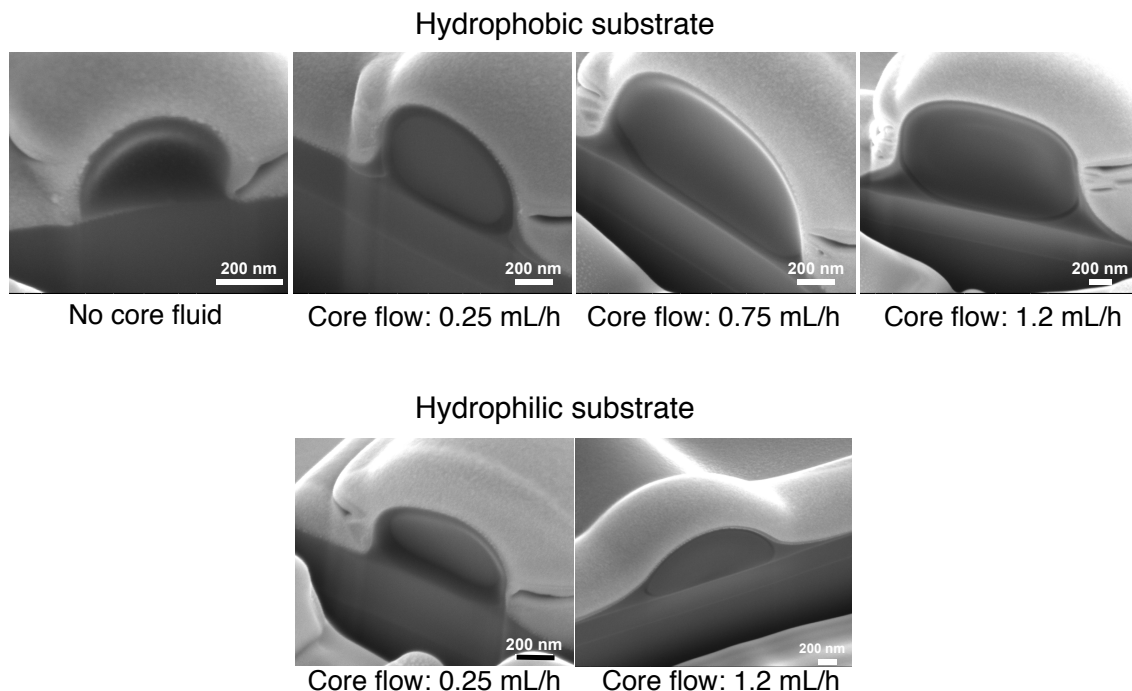 Hydrophobic substrate
200 nm
200 nm
200 nm
200 nm
No core fluid
Core flow: 0.25 mL/h
Core flow: 0.75 mL/h
Core flow: 1.2 mL/h
Hydrophilic substrate
200 nm
200 nm
Core flow: 0.25 mL/h
Core flow: 1.2 mL/h